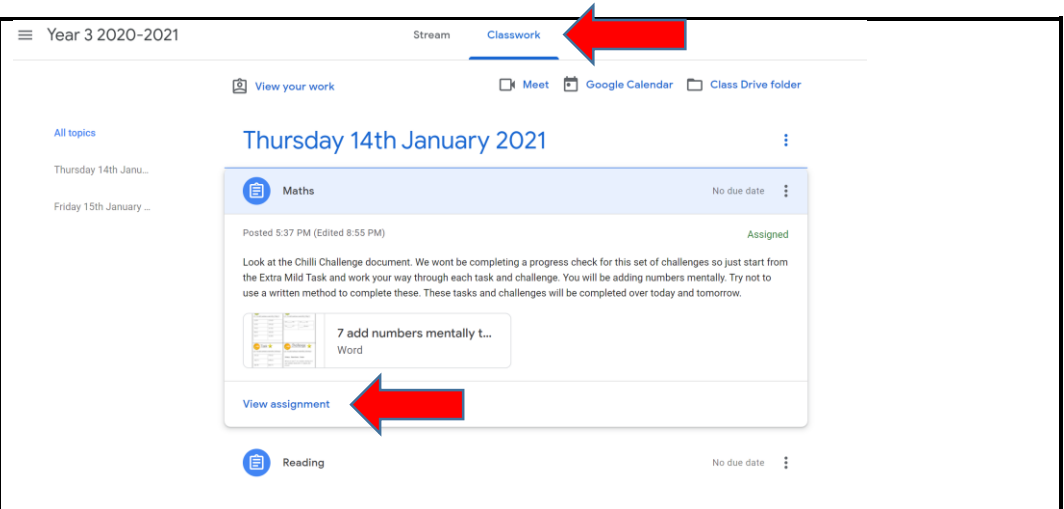 Year 3 2020-2021
Stream Classwork
View your work
Meet Google Calendar Class Drive folder
All topics
Thursday 14th Janu...
Friday 15th January ...
Thursday 14th January 2021
Maths No due date
Posted 5:37 PM (Edited 8:55 PM) Assigned
Look at the Chilli Challenge document. We wont be completing a progress check for this set of challenges so just start from
the Extra Mild Task and work your way through each task and challenge. You will be adding numbers mentally. Try not to
use a written method to complete these. These tasks and challenges will be completed over today and tomorrow.
7 add numbers mentally t...
Word
View assignment
Reading No due date